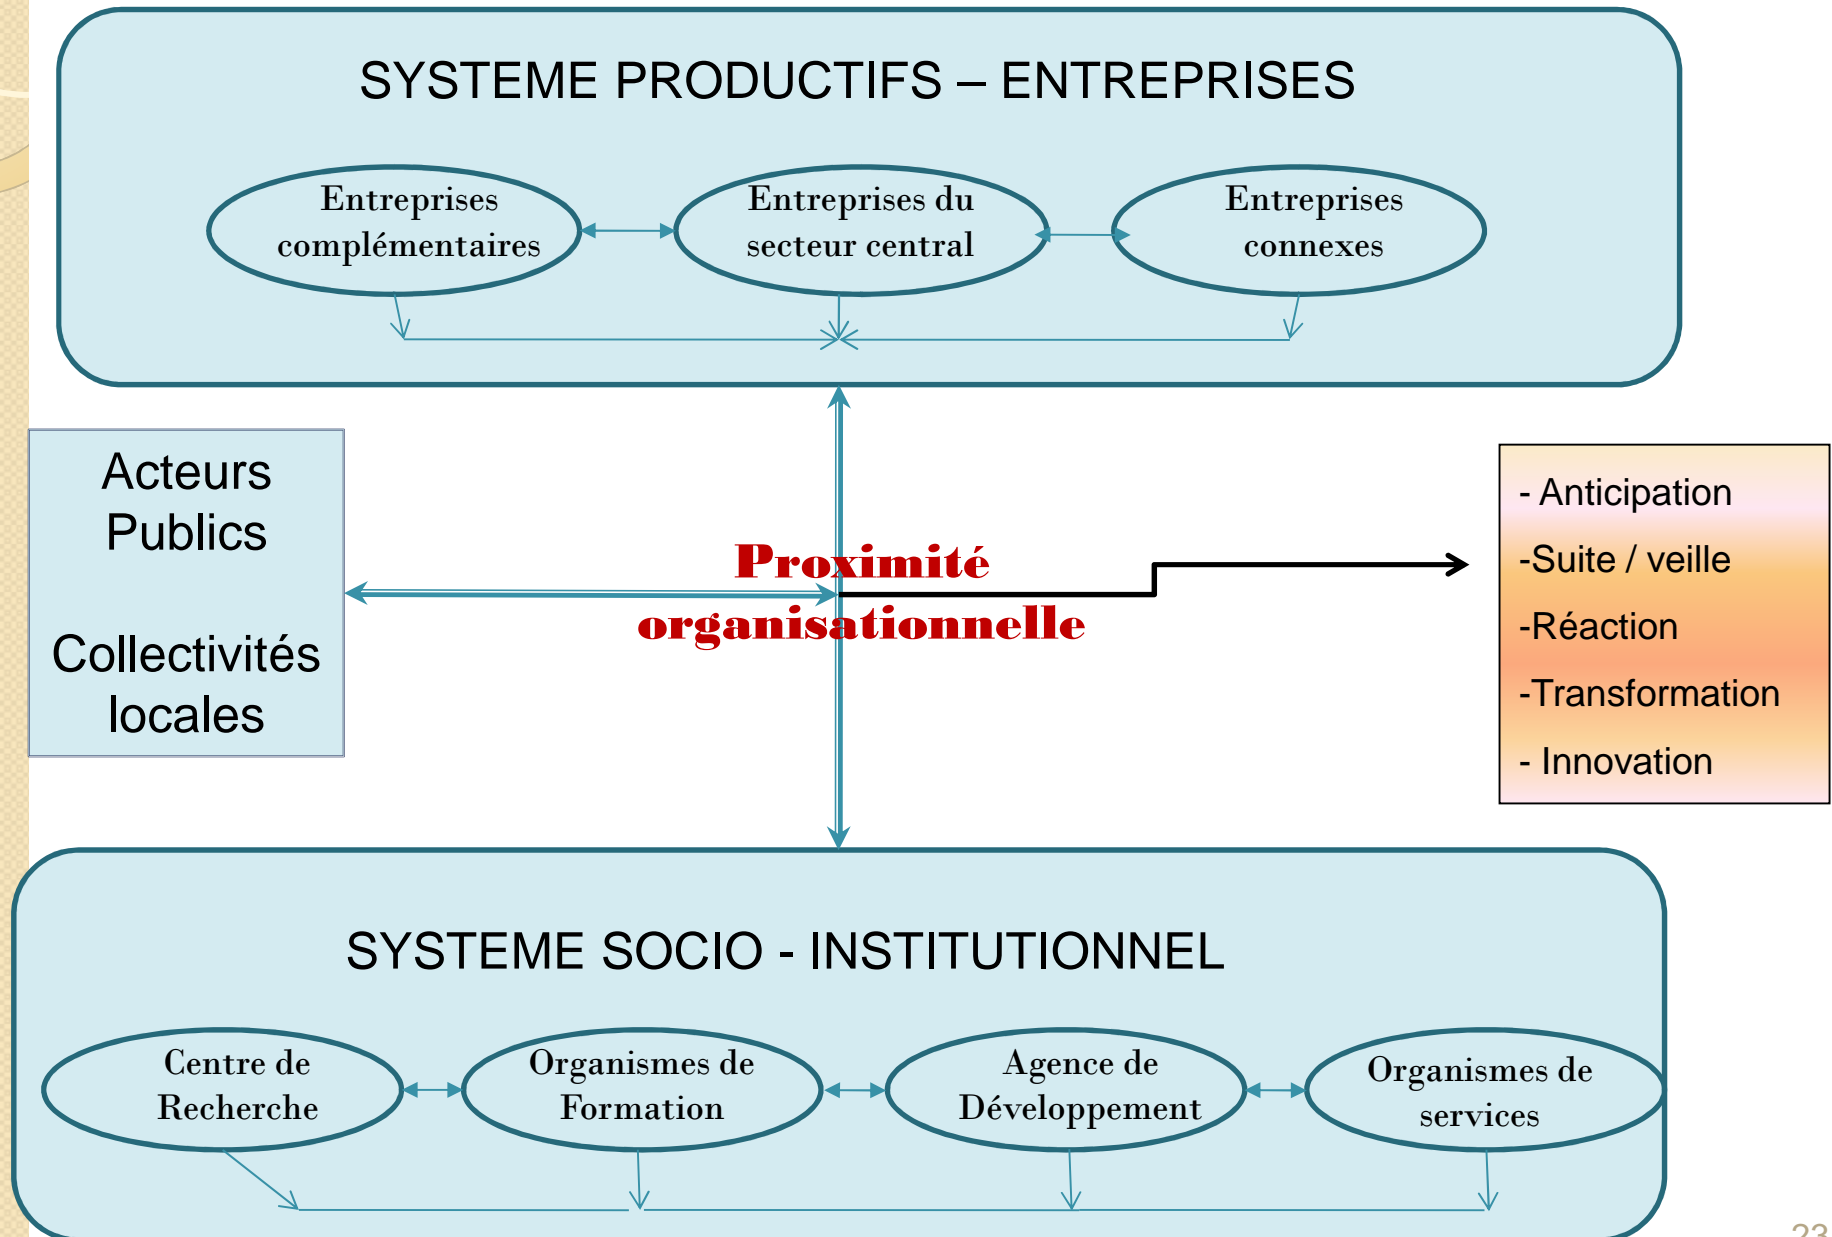 SYSTEME PRODUCTIFS – ENTREPRISES
Entreprises
complémentaires
Entreprises du
secteur central
Entreprises
connexes
Acteurs
Publics
Collectivités
locales
Proximité
organisationnelle
- Anticipation
-Suite / veille
-Réaction
-Transformation
- Innovation
SYSTEME SOCIO - INSTITUTIONNEL
Centre de
Recherche
Organismes de
Formation
Agence de
Développement
Organismes de
services
23